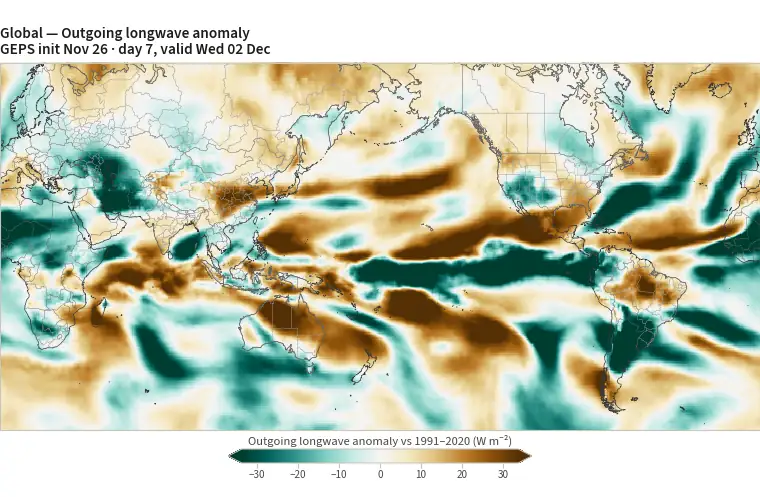 Global — Outgoing longwave anomaly
GEPS init Nov 26 · day 7, valid Wed 02 Dec
Outgoing longwave anomaly vs 1991–2020 (W m⁻²)
−30 −20 −10 0 10 20 30